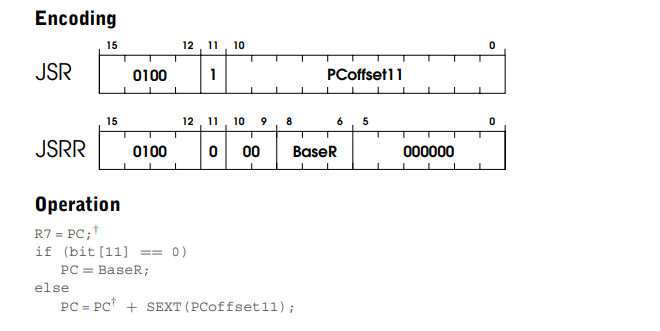 Encoding
15 12 11 10 0
JSR 0100 1 PCoffset11
15 12 11 10 9 8 6 5 0
JSRR 0100 0 00 BaseR 000000
Operation
R7 = PC;†
if (bit[11] == 0)
PC = BaseR;
else
PC = PC† + SEXT(PCoffset11);